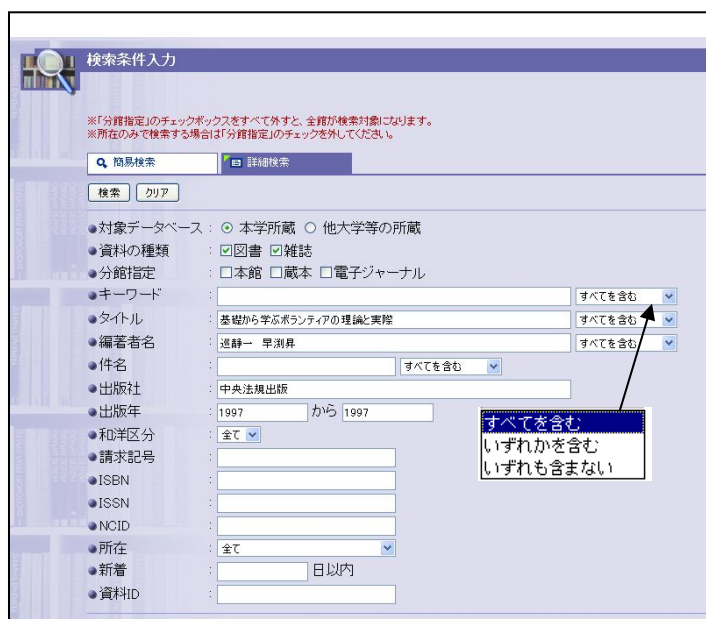 検索条件入力
※「分館指定」のチェックボックスをすべて外すと、全館が検索対象になります。
※所在のみで検索する場合は「分館指定」のチェックを外してください。
簡易検索 詳細検索
検索 クリア
対象データベース : 本学所蔵 他大学等の所蔵
資料の種類 : 図書 雑誌
分館指定 : 本館 蔵本 電子ジャーナル
キーワード : すべてを含む
タイトル : 基礎から学ぶボランティアの理論と実際 すべてを含む
編著者名 : 巡静一 早渕昇 すべてを含む
件名 : すべてを含む
出版社 : 中央法規出版
出版年 : 1997 から 1997
和洋区分 : 全て
請求記号 :
ISBN :
ISSN :
NCID :
所在 : 全て
新着 : 日以内
資料ID :
すべてを含む
いずれかを含む
いずれも含まない